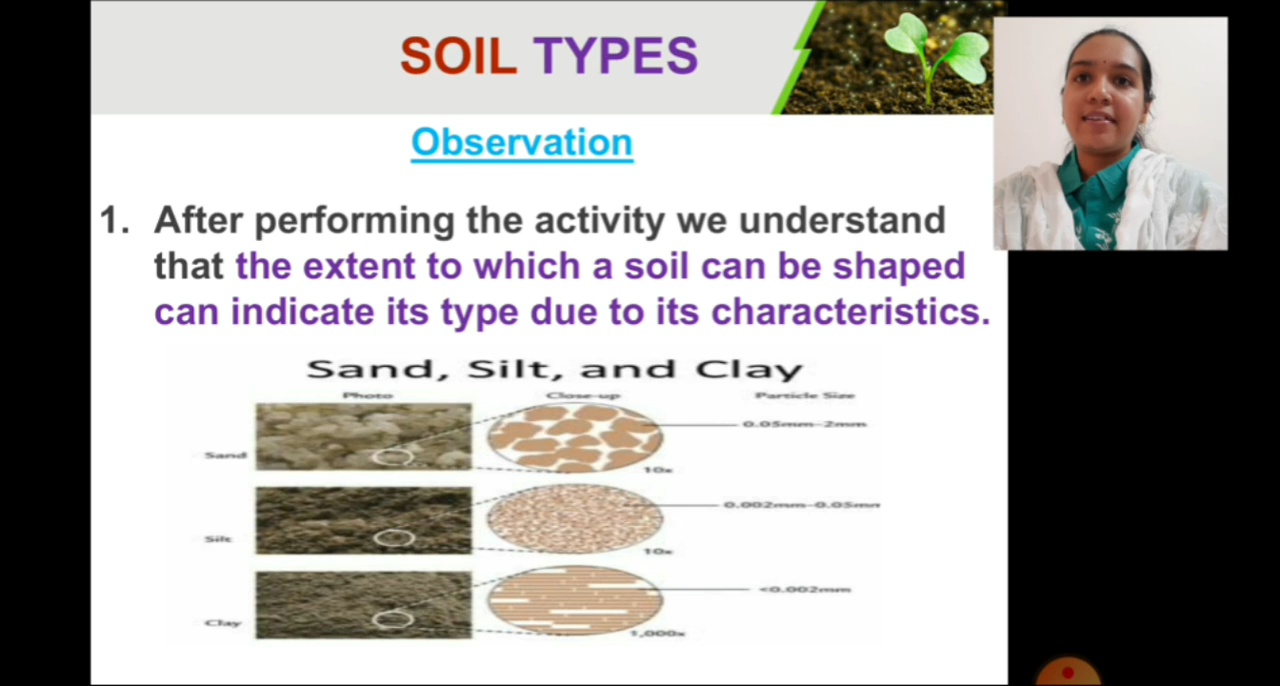 SOIL TYPES
Observation
1. After performing the activity we understand
that the extent to which a soil can be shaped
can indicate its type due to its characteristics.
Sand, Silt, and Clay
Photo Close-up Particle Size
0.05mm-2mm
Sand
10x
0.002mm-0.05mm
Silt
10x
<0.002mm
Clay
1,000x